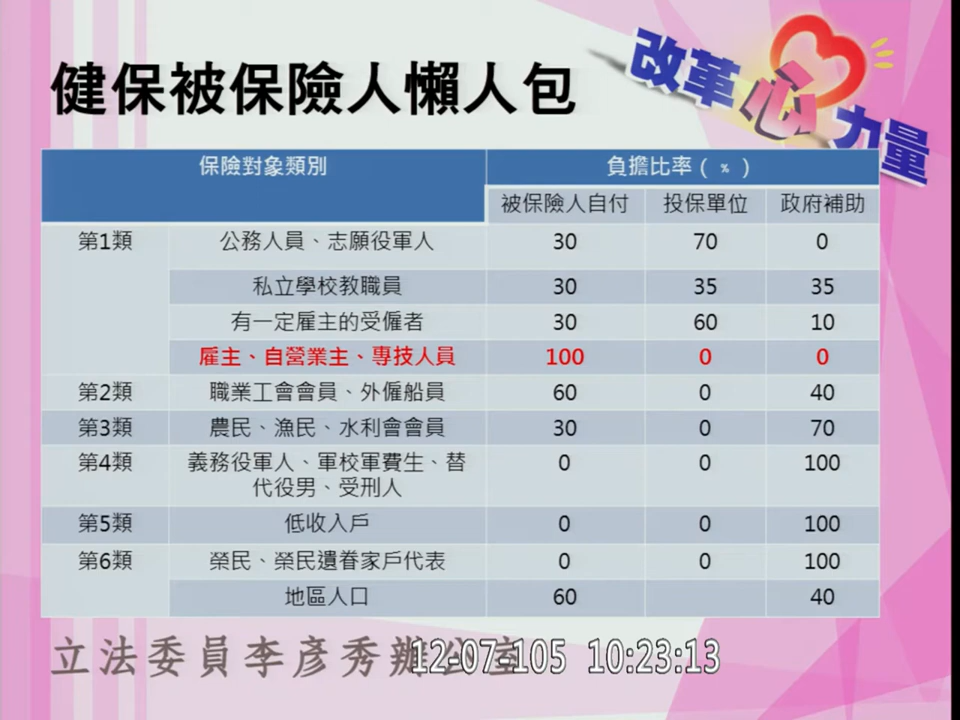 健保被保險人懶人包
改革心力量
保險對象類別 負擔比率(%)
被保險人自付 投保單位 政府補助
第1類 公務人員、志願役軍人 30 70 0
私立學校教職員 30 35 35
有一定雇主的受僱者 30 60 10
雇主、自營業主、專技人員 100 0 0
第2類 職業工會會員、外僱船員 60 0 40
第3類 農民、漁民、水利會會員 30 0 70
第4類 義務役軍人、軍校軍費生、替
代役男、受刑人 0 0 100
第5類 低收入戶 0 0 100
第6類 榮民、榮民遺眷家戶代表 0 0 100
地區人口 60 40
立法委員李彥秀辦公室
12-07-105 10:23:13